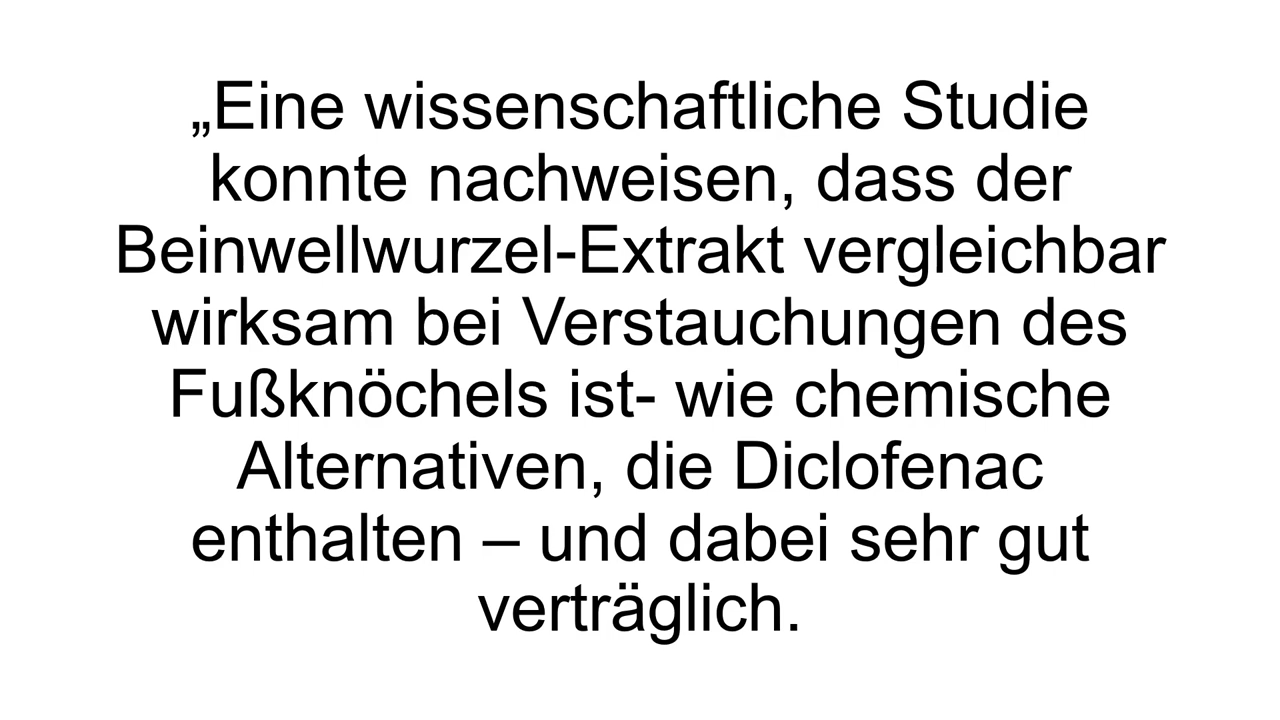 „Eine wissenschaftliche Studie
konnte nachweisen, dass der
Beinwellwurzel-Extrakt vergleichbar
wirksam bei Verstauchungen des
Fußknöchels ist- wie chemische
Alternativen, die Diclofenac
enthalten – und dabei sehr gut
verträglich.